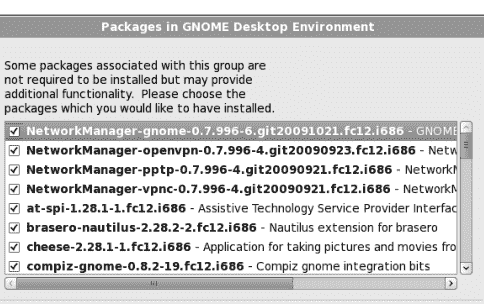 Packages in GNOME Desktop Environment
Some packages associated with this group are
not required to be installed but may provide
additional functionality. Please choose the
packages which you would like to have installed.
NetworkManager-gnome-0.7.996-6.git20091021.fc12.i686 - GNOME
NetworkManager-openvpn-0.7.996-4.git20090923.fc12.i686 - Netw
NetworkManager-pptp-0.7.996-4.git20090921.fc12.i686 - Network
NetworkManager-vpnc-0.7.996-4.git20090921.fc12.i686 - Network
at-spi-1.28.1-1.fc12.i686 - Assistive Technology Service Provider Interfac
brasero-nautilus-2.28.2-2.fc12.i686 - Nautilus extension for brasero
cheese-2.28.1-1.fc12.i686 - Application for taking pictures and movies fro
compiz-gnome-0.8.2-19.fc12.i686 - Compiz gnome integration bits